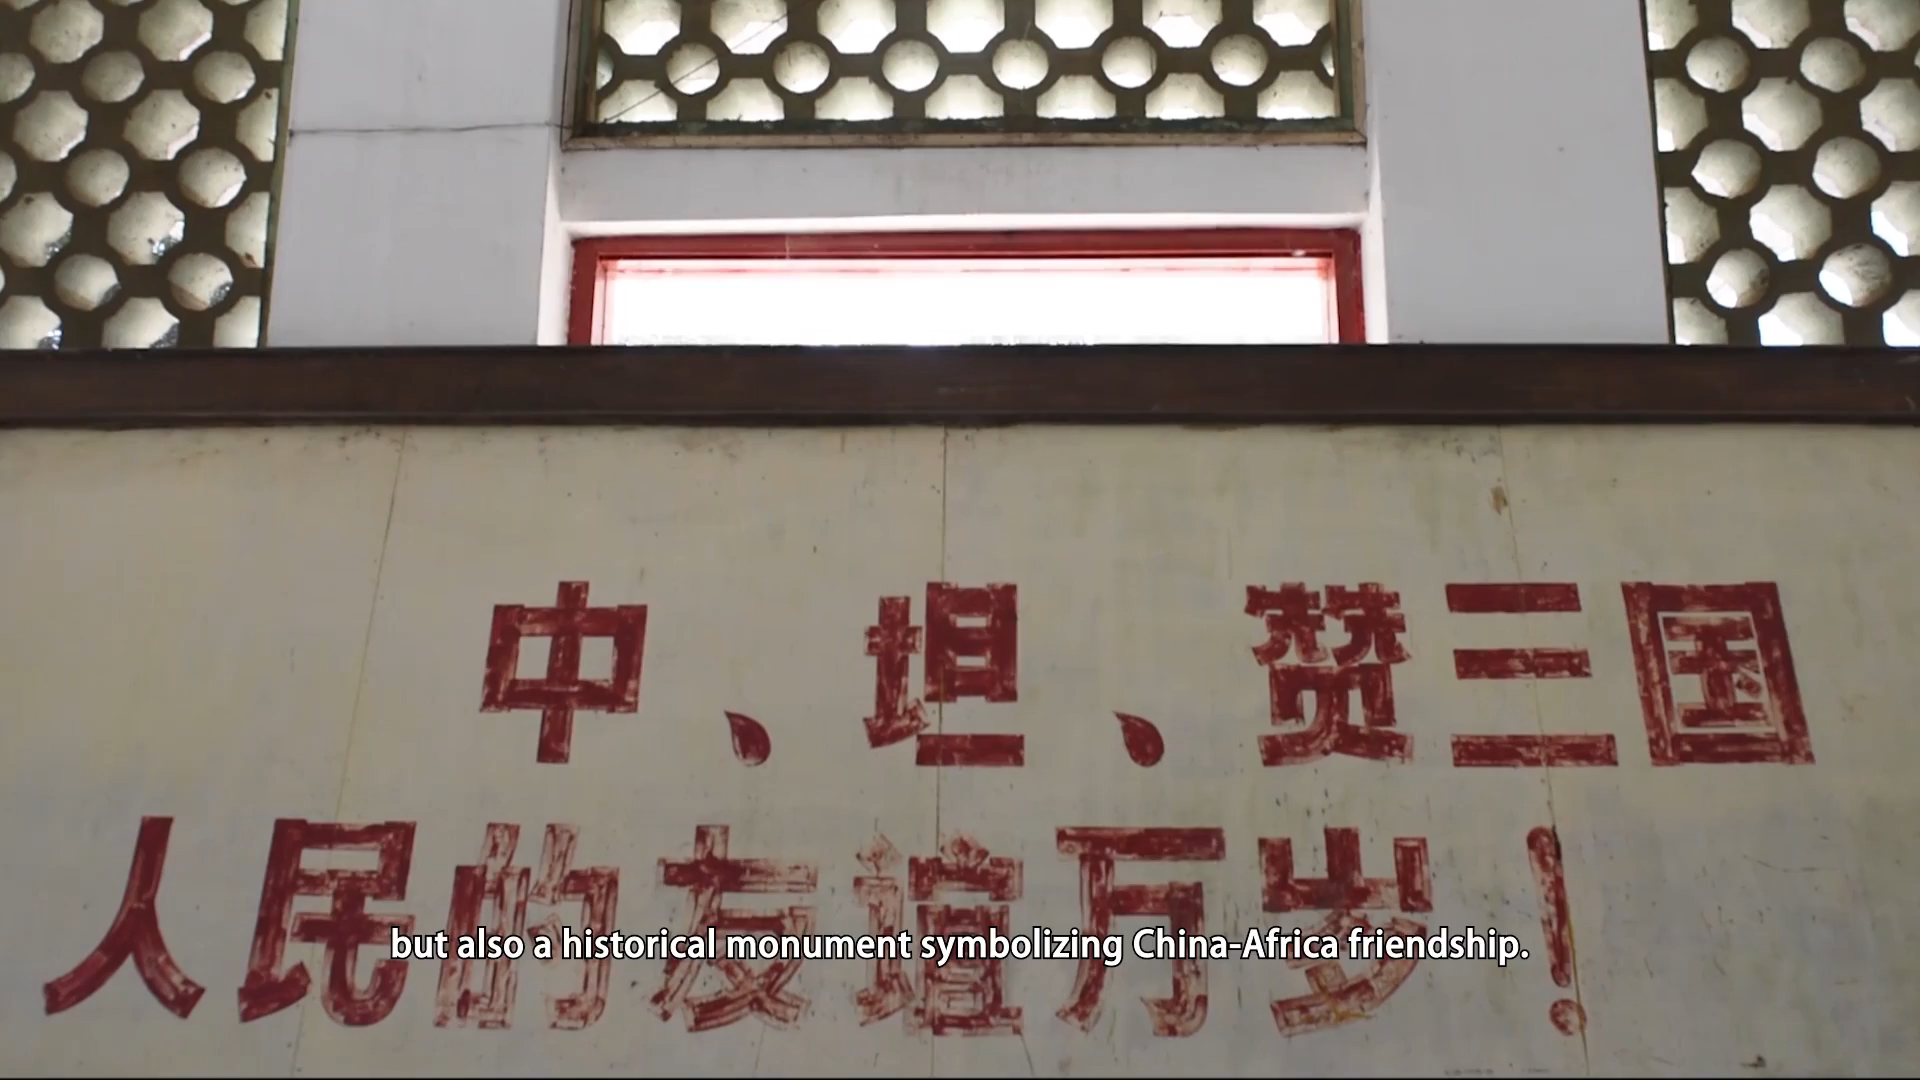 中、坦、赞三国
人民的友谊万岁!
but also a historical monument symbolizing China-Africa friendship.